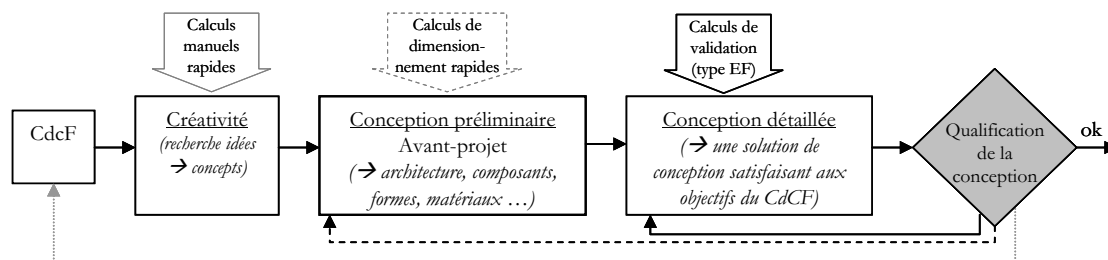 Calculs
manuels
rapides
Calculs de
dimension-
nement rapides
Calculs de
validation
(type EF)
CdcF
Créativité
(recherche idées
→ concepts)
Conception préliminaire
Avant-projet
(→ architecture, composants,
formes, matériaux …)
Conception détaillée
(→ une solution de
conception satisfaisant aux
objectifs du CdCF)
Qualification
de la
conception
ok